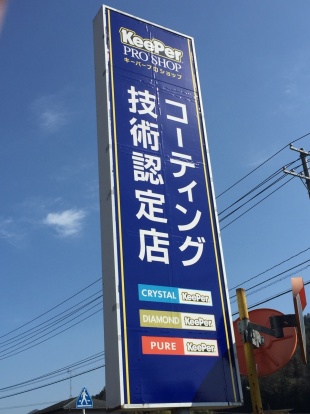 KeePer
PRO SHOP
キーパープロショップ
コーティング
技術認定店
CRYSTAL KeePer
DIAMOND KeePer
PURE KeePer